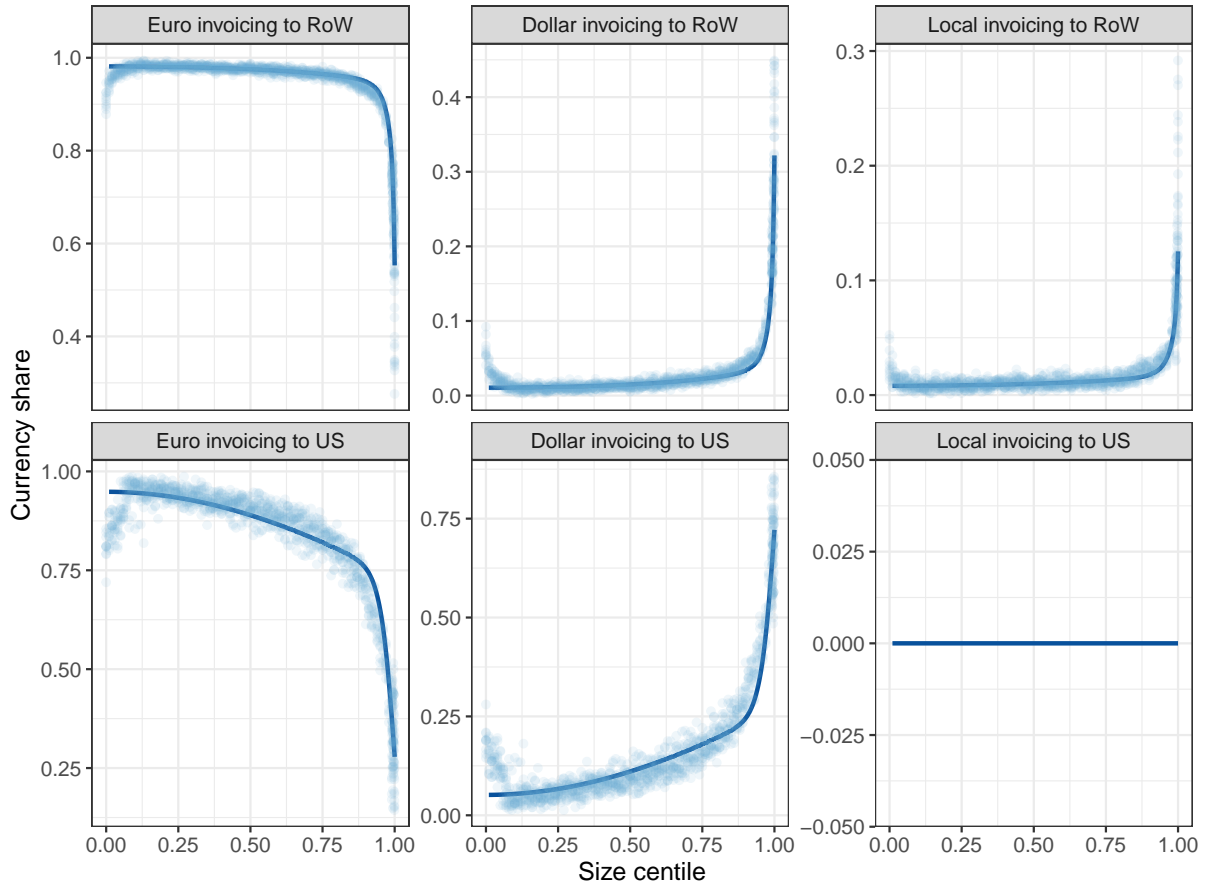 Euro invoicing to RoW
Dollar invoicing to RoW
Local invoicing to RoW
1.0
0.8
0.6
0.4
0.4
0.3
0.2
0.1
0.0
0.3
0.2
0.1
0.0
Currency share
Euro invoicing to US
Dollar invoicing to US
Local invoicing to US
1.00
0.75
0.50
0.25
0.75
0.50
0.25
0.00
0.050
0.025
0.000
−0.025
−0.050
0.00 0.25 0.50 0.75 1.00
0.00 0.25 0.50 0.75 1.00
0.00 0.25 0.50 0.75 1.00
Size centile